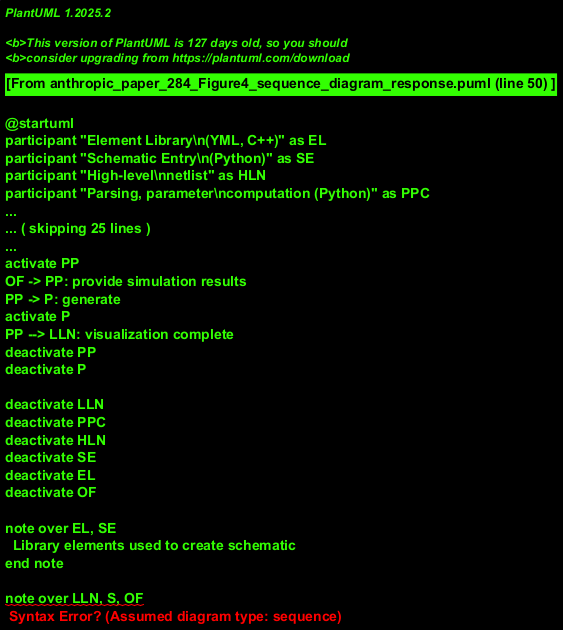 PlantUML 1.2025.2
<b>This version of PlantUML is 127 days old, so you should
<b>consider upgrading from https://plantuml.com/download
[From anthropic_paper_284_Figure4_sequence_diagram_response.puml (line 50) ]
@startuml
participant "Element Library\n(YML, C++)" as EL
participant "Schematic Entry\n(Python)" as SE
participant "High-level\nnetlist" as HLN
participant "Parsing, parameter\ncomputation (Python)" as PPC
...
... ( skipping 25 lines )
...
activate PP
OF -> PP: provide simulation results
PP -> P: generate
activate P
PP --> LLN: visualization complete
deactivate PP
deactivate P
deactivate LLN
deactivate PPC
deactivate HLN
deactivate SE
deactivate EL
deactivate OF
note over EL, SE
Library elements used to create schematic
end note
note over LLN, S, OF
Syntax Error? (Assumed diagram type: sequence)